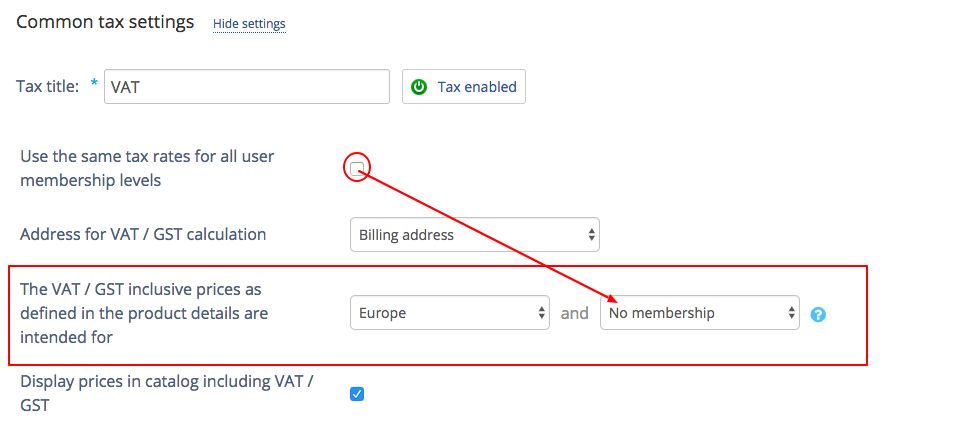 Common tax settings Hide settings
Tax title: * VAT Tax enabled
Use the same tax rates for all user
membership levels
Address for VAT / GST calculation Billing address
The VAT / GST inclusive prices as
defined in the product details are
intended for
Europe and No membership ?
Display prices in catalog including VAT /
GST